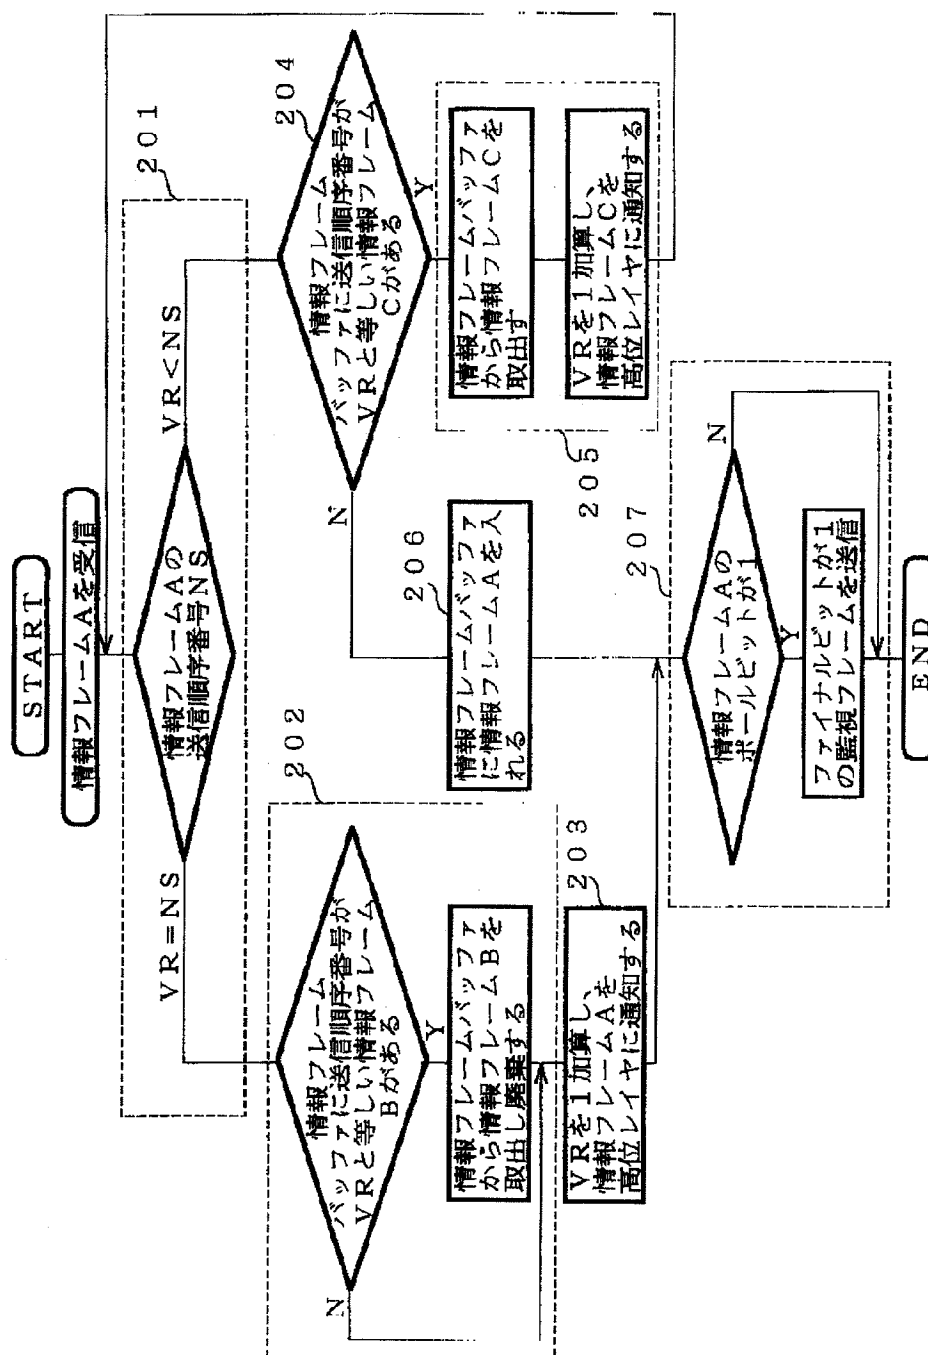 START
情報フレームAを受信
201
情報フレームAの
送信順序番号NS
VR=NS
VR<NS
202
情報フレーム
バッファに送信順序番号が
VRと等しい情報フレーム
Bがある
N
Y
情報フレームバッファ
から情報フレームBを
取出し廃棄する
203
VRを1加算し、
情報フレームAを
高位レイヤに通知する
204
情報フレーム
バッファに送信順序番号が
VRと等しい情報フレーム
Cがある
N
Y
205
情報フレームバッファ
から情報フレームCを
取出す
VRを1加算し、
情報フレームCを
高位レイヤに通知する
206
情報フレームバッファ
に情報フレームAを入
れる
207
情報フレームAの
ポールビットが1
N
Y
ファイナルビットが1
の監視フレームを送信
END